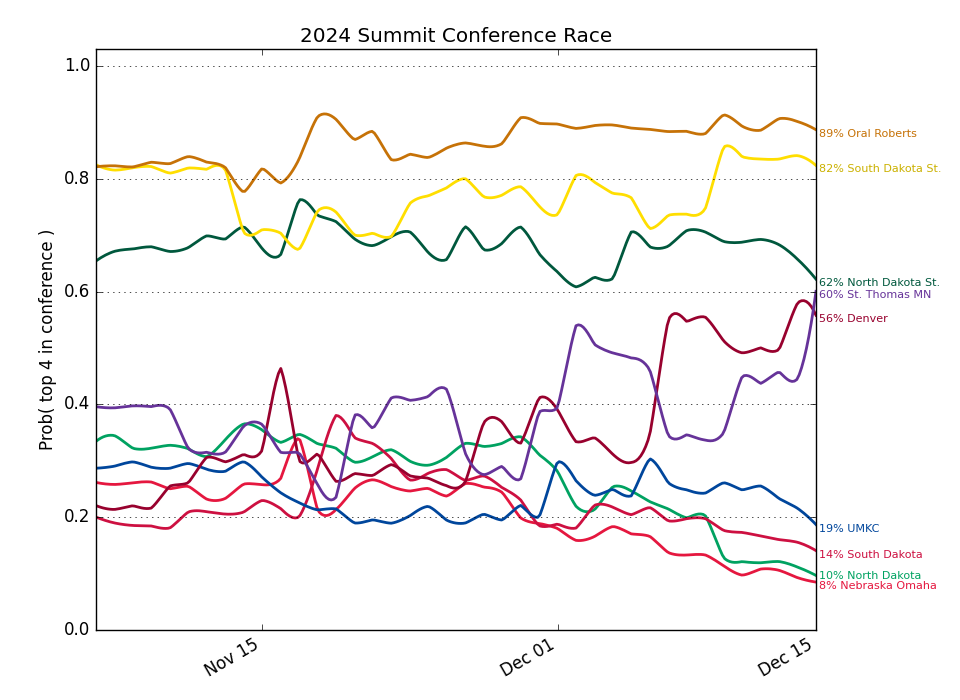 2024 Summit Conference Race
Prob( top 4 in conference )
1.0
0.8
0.6
0.4
0.2
0.0
Nov 15
Dec 01
Dec 15
89% Oral Roberts
82% South Dakota St.
62% North Dakota St.
60% St. Thomas MN
56% Denver
19% UMKC
14% South Dakota
10% North Dakota
8% Nebraska Omaha